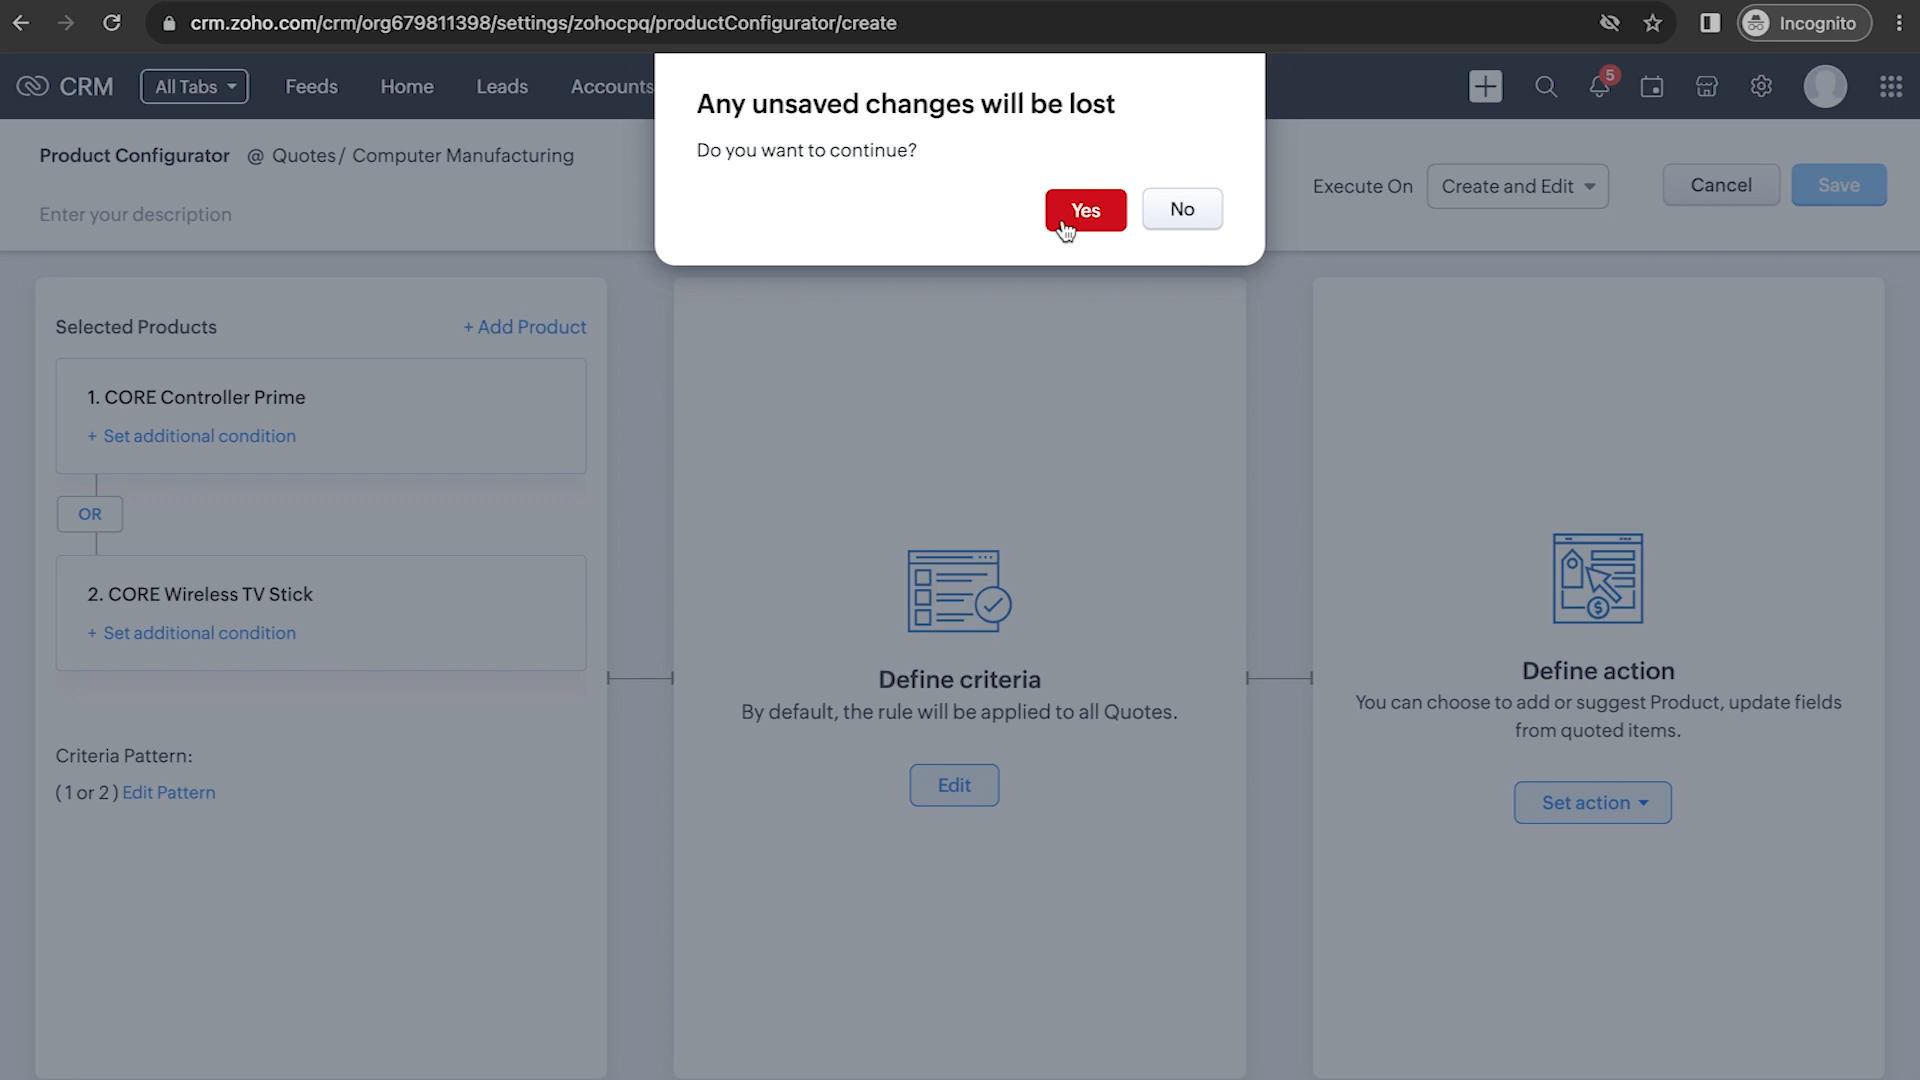 crm.zoho.com/crm/org679811398/settings/zohocpq/productConfigurator/create
Incognito
CRM
All Tabs
Feeds
Home
Leads
Accounts
5
Any unsaved changes will be lost
Do you want to continue?
Yes
No
Product Configurator @ Quotes/ Computer Manufacturing
Enter your description
Execute On
Create and Edit
Cancel
Save
Selected Products
+ Add Product
1. CORE Controller Prime
+ Set additional condition
OR
2. CORE Wireless TV Stick
+ Set additional condition
Criteria Pattern:
( 1 or 2 ) Edit Pattern
Define criteria
By default, the rule will be applied to all Quotes.
Edit
$
Define action
You can choose to add or suggest Product, update fields
from quoted items.
Set action